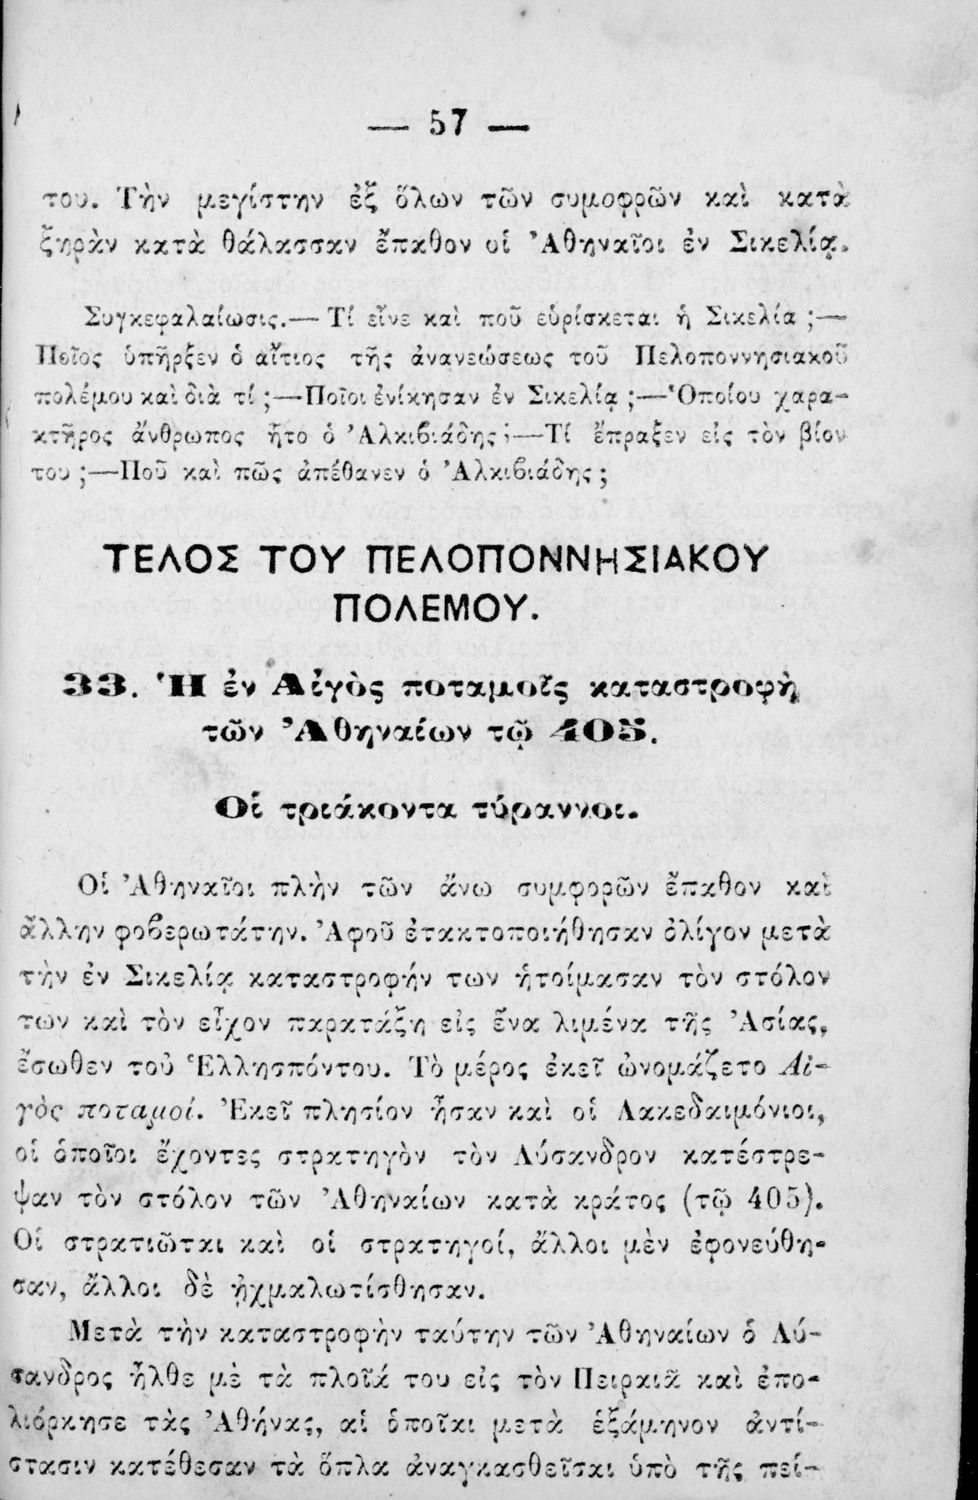 — 57 —
του. Τὴν μεγίστην ἐξ ὅλων τῶν συμοφρῶν καὶ κατὰ
ξηρὰν κατὰ θάλασσαν ἔπαθον οἱ Ἀθηναῖοι ἐν Σικελίᾳ.
Συγκεφαλαίωσις.— Τί εἶνε καὶ ποῦ εὑρίσκεται ἡ Σικελία ;—
Ποῖος ὑπῆρξεν ὁ αἴτιος τῆς ἀνανεώσεως τοῦ Πελοποννησιακοῦ
πολέμου καὶ διὰ τί ;—Ποῖοι ἐνίκησαν ἐν Σικελίᾳ ;—Ὁποίου χαρα-
κτῆρος ἄνθρωπος ἦτο ὁ Ἀλκιβιάδης ;—Τί ἔπραξεν εἰς τὸν βίον
του ;—Ποῦ καὶ πῶς ἀπέθανεν ὁ Ἀλκιβιάδης ;
ΤΕΛΟΣ ΤΟΥ ΠΕΛΟΠΟΝΝΗΣΙΑΚΟΥ
ΠΟΛΕΜΟΥ.
33. Ἡ ἐν Αἰγὸς ποταμοῖς καταστροφὴ
τῶν Ἀθηναίων τῷ 405.
Οἱ τριάκοντα τύραννοι.
Οἱ Ἀθηναῖοι πλὴν τῶν ἄνω συμφορῶν ἔπαθον καὶ
ἄλλην φοβερωτάτην. Ἀφοῦ ἐτακτοποιήθησαν ὀλίγον μετὰ
τὴν ἐν Σικελίᾳ καταστροφήν των ἡτοίμασαν τὸν στόλον
των καὶ τὸν εἶχον παρατάξῃ εἰς ἕνα λιμένα τῆς Ἀσίας,
ἔσωθεν τοῦ Ἑλλησπόντου. Τὸ μέρος ἐκεῖ ὠνομάζετο Αἰ-
γὸς ποταμοί. Ἐκεῖ πλησίον ἦσαν καὶ οἱ Λακεδαιμόνιοι,
οἱ ὁποῖοι ἔχοντες στρατηγὸν τὸν Λύσανδρον κατέστρε-
ψαν τὸν στόλον τῶν Ἀθηναίων κατὰ κράτος (τῷ 405).
Οἱ στρατιῶται καὶ οἱ στρατηγοί, ἄλλοι μὲν ἐφονεύθη-
σαν, ἄλλοι δὲ ᾐχμαλωτίσθησαν.
Μετὰ τὴν καταστροφὴν ταύτην τῶν Ἀθηναίων ὁ Λύ-
σανδρος ἦλθε μὲ τὰ πλοῖά του εἰς τὸν Πειραιᾶ καὶ ἐπο-
λιόρκησε τὰς Ἀθήνας, αἱ ὁποῖαι μετὰ ἑξάμηνον ἀντί-
στασιν κατέθεσαν τὰ ὅπλα ἀναγκασθεῖσαι ὑπὸ τῆς πεί-